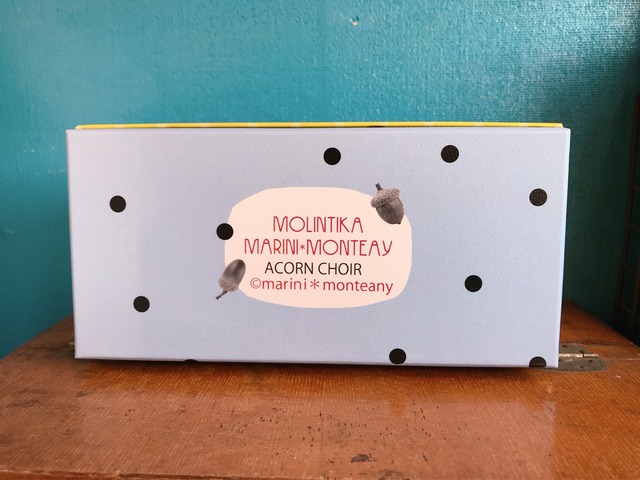 MOLINTIKA
MARINI*MONTEAY
ACORN CHOIR
©marini*monteany